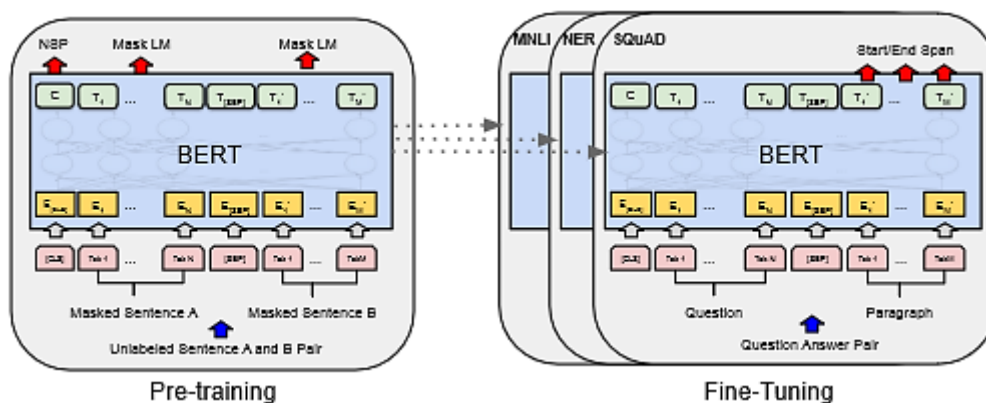 NSP Mask LM Mask LM
C T1 ... TN T[SEP] T1' ... TM'
BERT
E[CLS] E1 ... EN E[SEP] E1' ... EM'
[CLS] Tok 1 ... Tok N [SEP] Tok 1 ... TokM
Masked Sentence A Masked Sentence B
Unlabeled Sentence A and B Pair
Pre-training
MNLI NER SQuAD
Start/End Span
C T1 ... TN T[SEP] T1' ... TM'
BERT
E[CLS] E1 ... EN E[SEP] E1' ... EM'
[CLS] Tok 1 ... Tok N [SEP] Tok 1 ... TokM
Question Paragraph
Question Answer Pair
Fine-Tuning